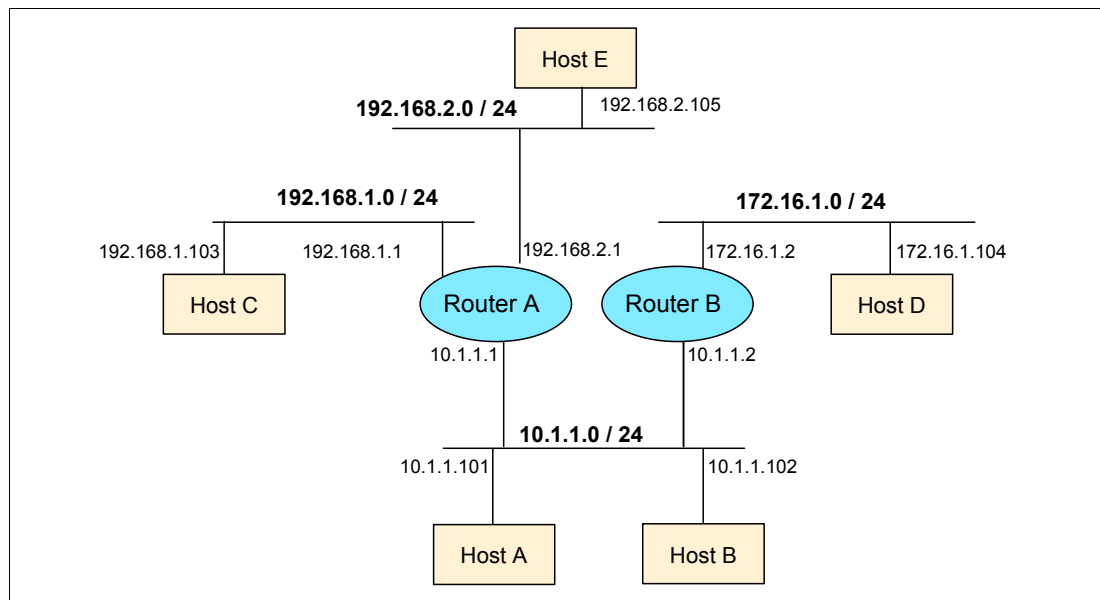 Host E
192.168.2.0 / 24
192.168.2.105
192.168.1.0 / 24
172.16.1.0 / 24
192.168.1.103
192.168.1.1
192.168.2.1
172.16.1.2
172.16.1.104
Host C
Router A
Router B
Host D
10.1.1.1
10.1.1.2
10.1.1.0 / 24
10.1.1.101
10.1.1.102
Host A
Host B